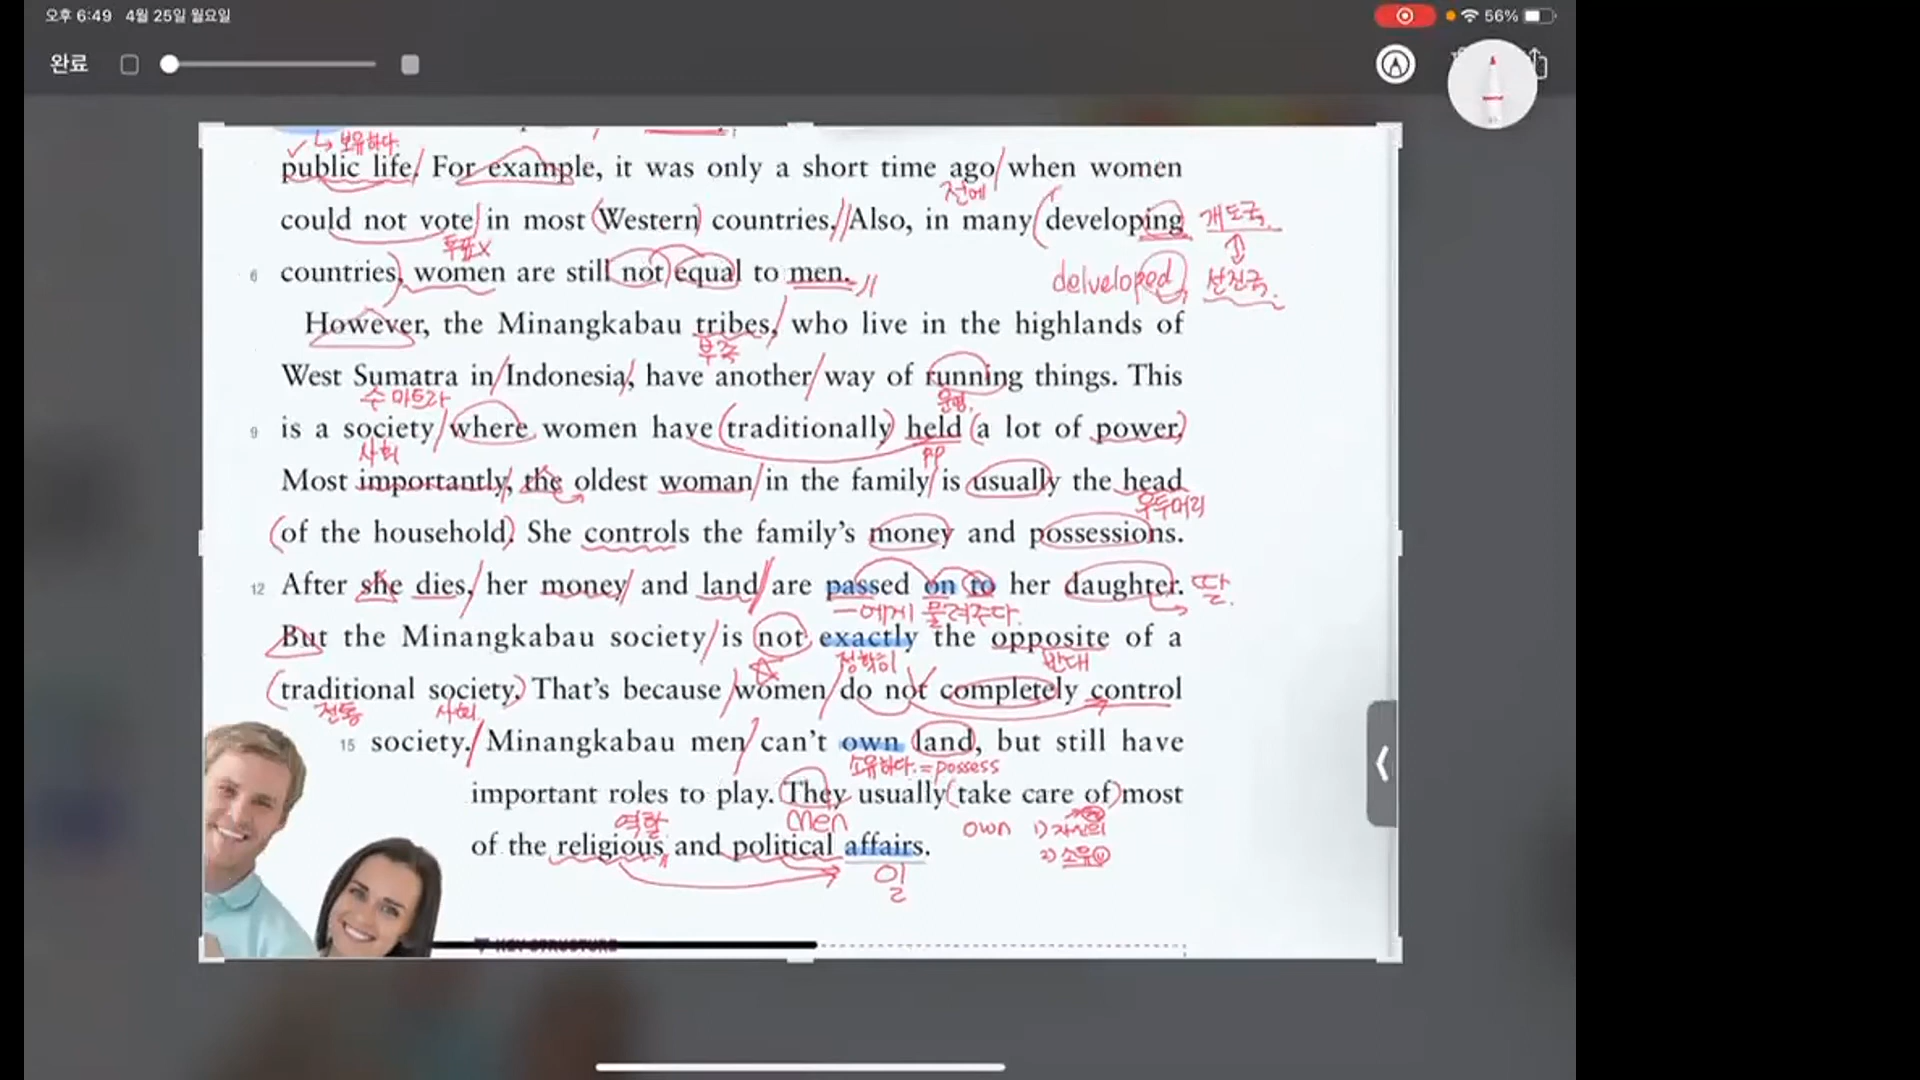 오후 6:49 4월 25일 월요일
56%
완료
↳ 보유하다.
public life. For example, it was only a short time ago when women
전에
could not vote in most Western countries. Also, in many developing 개도국.
투표X
6 countries, women are still not equal to men. delveloped 선진국.
However, the Minangkabau tribes, who live in the highlands of
부족
West Sumatra in Indonesia, have another way of running things. This
수마트라 운영.
9 is a society where women have traditionally held a lot of power.
사회 PP
Most importantly, the oldest woman in the family is usually the head
우두머리
of the household. She controls the family's money and possessions.
12 After she dies, her money and land are passed on to her daughter. 딸.
~에게 물려주다.
But the Minangkabau society is not exactly the opposite of a
정확히 반대
traditional society. That's because women do not completely control
전통 사회.
15 society. Minangkabau men can't own land, but still have
소유하다. = possess
important roles to play. They usually take care of most
역할 men own 1) 자신의
of the religious and political affairs.
2) 소유
일
KEY STRUCTURE